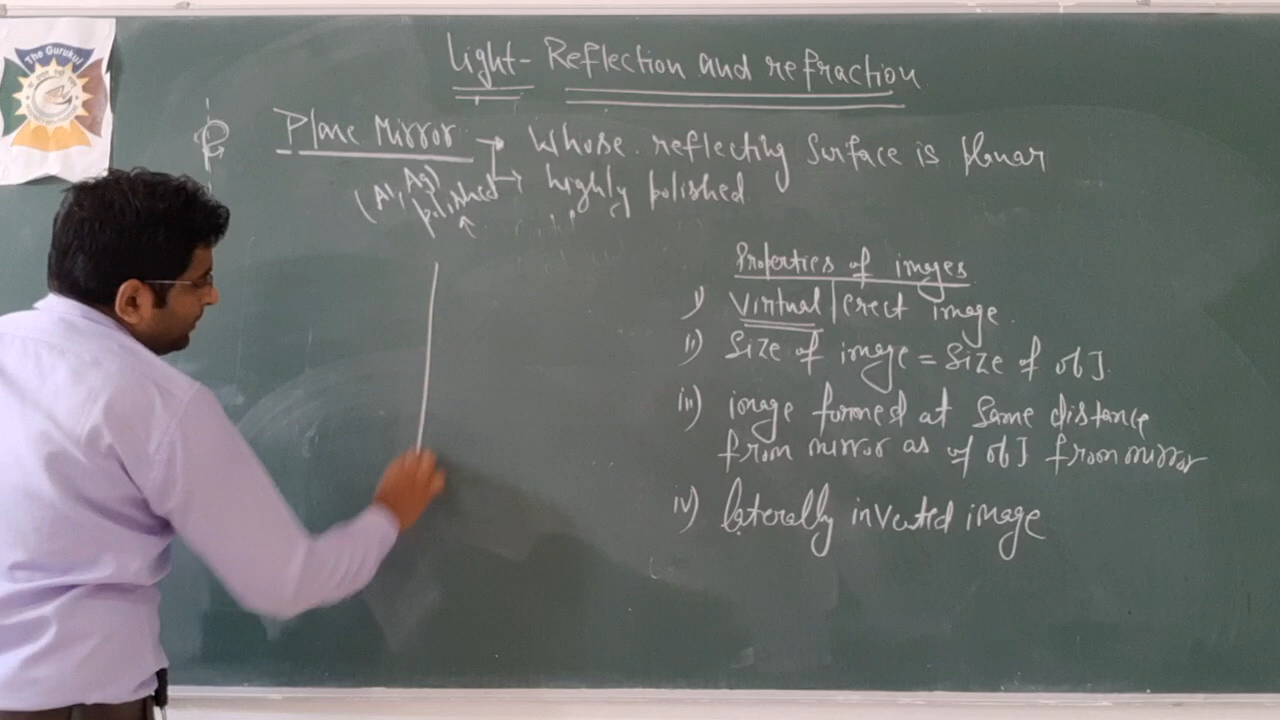 The Gurukul
Light - Reflection and refraction
Plane Mirror → Whose reflecting surface is planar
→ highly polished
(Al, Ag)
polished
Properties of images
i) Virtual/erect image.
ii) Size of image = Size of obj.
iii) image formed at same distance
from mirror as of obj from mirror
iv) laterally inverted image